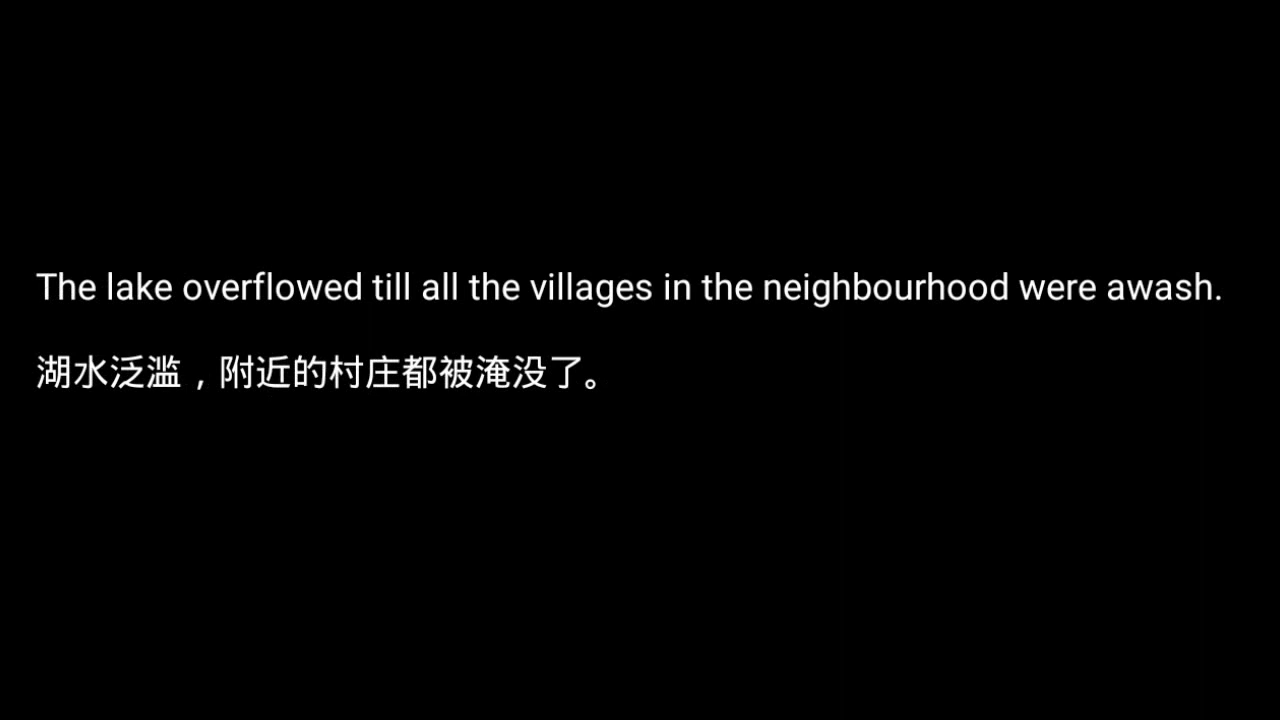 The lake overflowed till all the villages in the neighbourhood were awash.
湖水泛滥，附近的村庄都被淹没了。